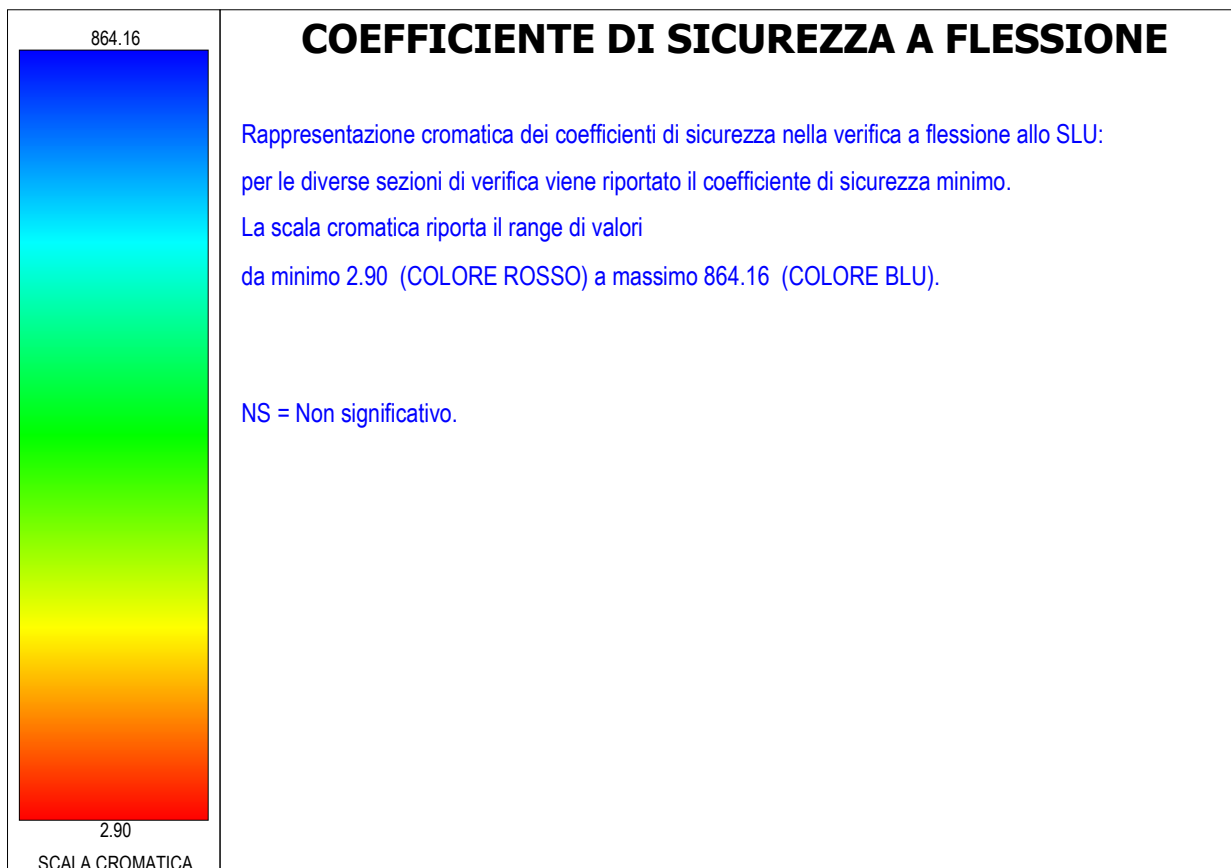 864.16
2.90
SCALA CROMATICA
COEFFICIENTE DI SICUREZZA A FLESSIONE
Rappresentazione cromatica dei coefficienti di sicurezza nella verifica a flessione allo SLU:
per le diverse sezioni di verifica viene riportato il coefficiente di sicurezza minimo.
La scala cromatica riporta il range di valori
da minimo 2.90 (COLORE ROSSO) a massimo 864.16 (COLORE BLU).
NS = Non significativo.